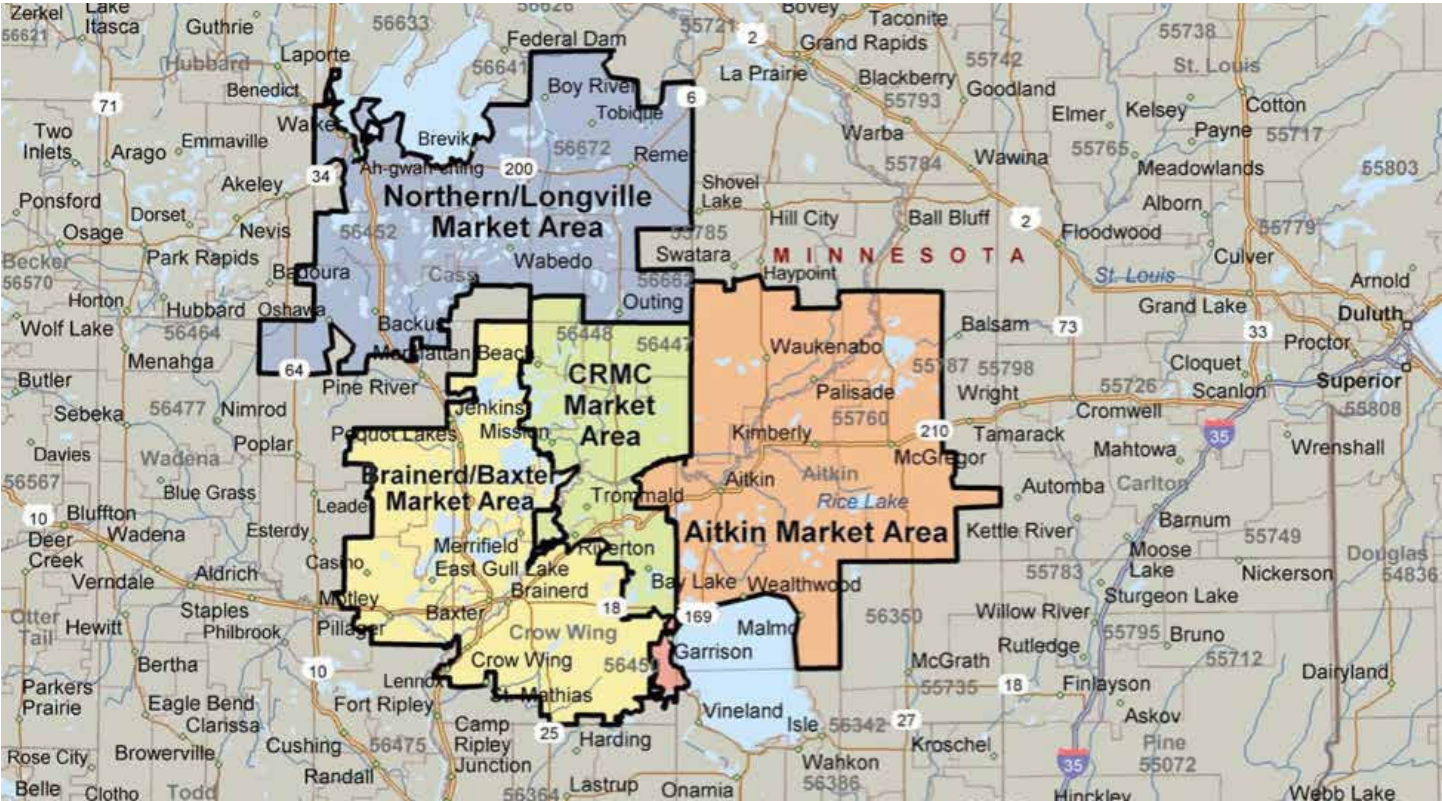 Zerkel
Lake
Itasca
56621
Guthrie
56633
56626
Federal Dam
55721
2
Bovey
Taconite
Grand Rapids
55738
Laporte
Hubbard
56641
La Prairie
Blackberry
55742
St. Louis
Benedict
Boy River
6
55793
Goodland
71
Tobique
Elmer
Kelsey
Cotton
Two
Inlets
Walker
Brevik
56672
Warba
Payne
55717
Arago
Emmaville
Reme
55784
Wawina
55765
Meadowlands
55803
34
Ah-gwah-ching
200
Akeley
Shovel
Lake
Ponsford
Northern/Longville
Market Area
Hill City
Ball Bluff
2
Alborn
Dorset
Osage
Nevis
56452
55785
Floodwood
55779
Becker
56570
Park Rapids
Wabedo
Swatara
MINNESOTA
Culver
Badoura
Cass
56662
Haypoint
St. Louis
Arnold
Horton
Hubbard
Oshawa
Outing
Grand Lake
Duluth
Wolf Lake
56464
Backus
56448
Balsam
73
33
Proctor
Menahga
Manhattan Beach
56447
Waukenabo
55787
55798
Cloquet
64
Pine River
CRMC
Market
Area
Palisade
Wright
55726
Scanlon
Superior
Butler
56477
Nimrod
Jenkins
55760
Cromwell
55808
Sebeka
Mission
Kimberly
210
Tamarack
35
Poplar
Pequot Lakes
McGregor
Mahtowa
Wrenshall
Davies
Wadena
Brainerd/Baxter
Market Area
Aitkin
Aitkin
56567
Blue Grass
Trommald
Rice Lake
Automba
Carlton
Leader
10
Bluffton
Aitkin Market Area
Kettle River
Barnum
55749
Deer
Creek
Wadena
Esterdy
Merrifield
Riverton
Moose
Lake
Douglas
Casino
East Gull Lake
Bay Lake
Wealthwood
55783
Nickerson
54836
Verndale
Aldrich
Brainerd
Sturgeon Lake
Motley
18
169
Otter
Tail
Staples
Baxter
56350
Willow River
Hewitt
Philbrook
Pillager
Crow Wing
Malmo
Rutledge
55795
Bruno
Bertha
10
Crow Wing
Garrison
McGrath
55712
Lennox
Dairyland
Parkers
Prairie
Eagle Bend
Fort Ripley
St. Mathias
55735
18
Finlayson
Clarissa
Vineland
Askov
Camp
Ripley
Junction
25
Isle
56342
27
Rose City
Browerville
Cushing
56475
Harding
Kroschel
Pine
55072
Wahkon
35
Randall
56386
Belle
Clotho
Todd
56364
Lastrup
Onamia
Hinckley
Webb Lake